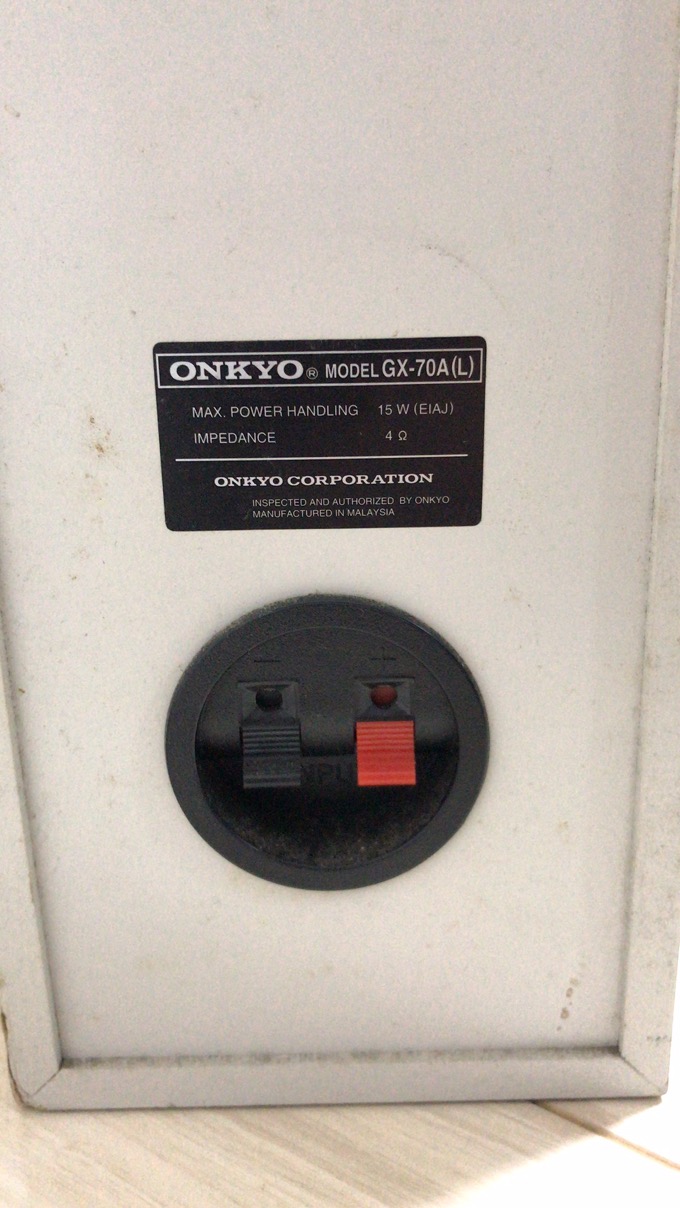 ONKYO® MODEL GX-70A(L)
MAX. POWER HANDLING 15 W (EIAJ)
IMPEDANCE 4 Ω
ONKYO CORPORATION
INSPECTED AND AUTHORIZED BY ONKYO
MANUFACTURED IN MALAYSIA
− +